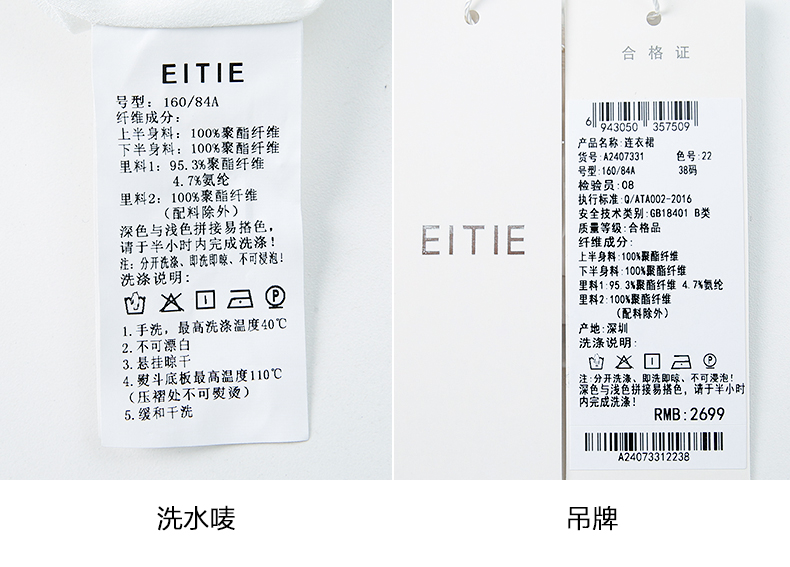 EITIE
号型: 160/84A
纤维成分:
上半身料: 100%聚酯纤维
下半身料: 100%聚酯纤维
里料1: 95.3%聚酯纤维
4.7%氨纶
里料2: 100%聚酯纤维
(配料除外)
深色与浅色拼接易搭色,
请于半小时内完成洗涤!
注: 分开洗涤、即洗即晾、不可浸泡!
洗涤说明:
1.手洗, 最高洗涤温度40℃
2.不可漂白
3.悬挂晾干
4.熨斗底板最高温度110℃
(压褶处不可熨烫)
5.缓和干洗
洗水唛
EITIE
合格证
6 943050 357509
产品名称:连衣裙
货号:A2407331 色号:22
号型:160/84A 38码
检验员:08
执行标准:Q/ATA002-2016
安全技术类别:GB18401 B类
质量等级:合格品
纤维成分:
上半身料:100%聚酯纤维
下半身料:100%聚酯纤维
里料1:95.3%聚酯纤维 4.7%氨纶
里料2:100%聚酯纤维
(配料除外)
产地:深圳
洗涤说明:
注:分开洗涤、即洗即晾、不可浸泡!
深色与浅色拼接易搭色, 请于半小时
内完成洗涤!
RMB:2699
A24073312238
吊牌